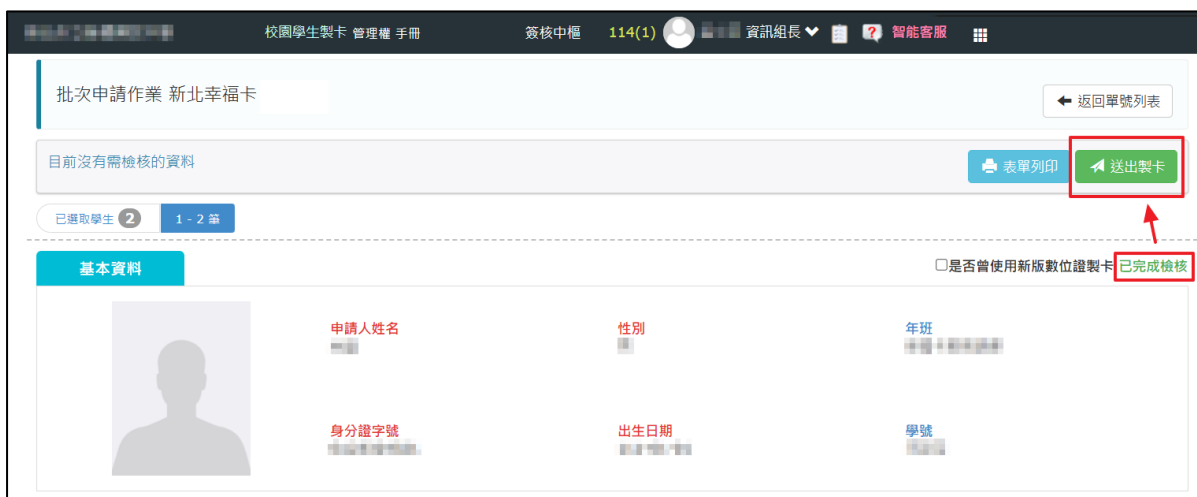 校園學生製卡 管理權 手冊 簽核中樞 114(1) 資訊組長 智能客服
批次申請作業 新北幸福卡
返回單號列表
目前沒有需檢核的資料
表單列印 送出製卡
已選取學生 2 1 - 2 筆
基本資料 是否曾使用新版數位證製卡 已完成檢核
申請人姓名 性別 年班
身分證字號 出生日期 學號